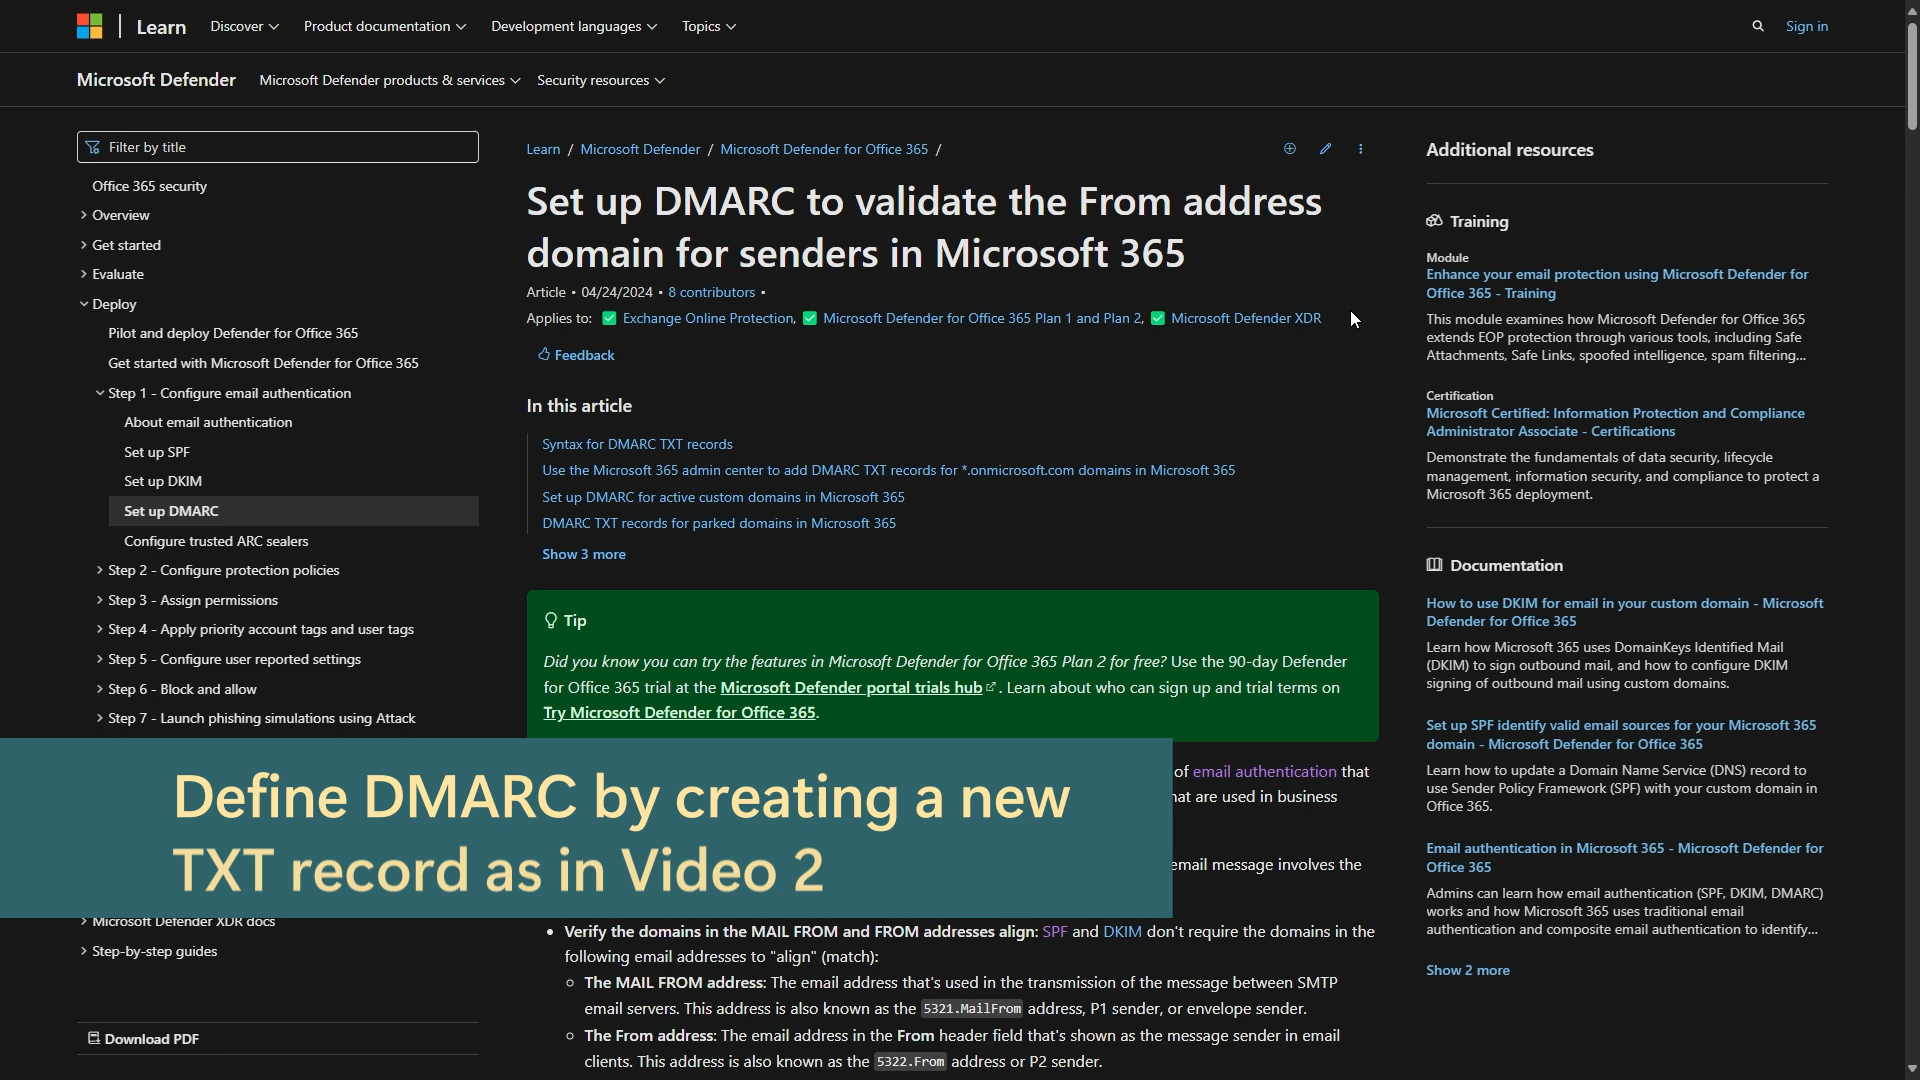 Learn
Discover
Product documentation
Development languages
Topics
Sign in
Microsoft Defender
Microsoft Defender products & services
Security resources
Filter by title
Office 365 security
Overview
Get started
Evaluate
Deploy
Pilot and deploy Defender for Office 365
Get started with Microsoft Defender for Office 365
Step 1 - Configure email authentication
About email authentication
Set up SPF
Set up DKIM
Set up DMARC
Configure trusted ARC sealers
Step 2 - Configure protection policies
Step 3 - Assign permissions
Step 4 - Apply priority account tags and user tags
Step 5 - Configure user reported settings
Step 6 - Block and allow
Step 7 - Launch phishing simulations using Attack
Microsoft Defender XDR docs
Step-by-step guides
Download PDF
Learn / Microsoft Defender / Microsoft Defender for Office 365 /
Set up DMARC to validate the From address
domain for senders in Microsoft 365
Article • 04/24/2024 • 8 contributors •
Applies to: ✅ Exchange Online Protection, ✅ Microsoft Defender for Office 365 Plan 1 and Plan 2, ✅ Microsoft Defender XDR
Feedback
In this article
Syntax for DMARC TXT records
Use the Microsoft 365 admin center to add DMARC TXT records for *.onmicrosoft.com domains in Microsoft 365
Set up DMARC for active custom domains in Microsoft 365
DMARC TXT records for parked domains in Microsoft 365
Show 3 more
Tip
Did you know you can try the features in Microsoft Defender for Office 365 Plan 2 for free? Use the 90-day Defender
for Office 365 trial at the Microsoft Defender portal trials hub. Learn about who can sign up and trial terms on
Try Microsoft Defender for Office 365.
of email authentication that
are used in business
email message involves the
Define DMARC by creating a new
TXT record as in Video 2
• Verify the domains in the MAIL FROM and FROM addresses align: SPF and DKIM don't require the domains in the
following email addresses to "align" (match):
○ The MAIL FROM address: The email address that's used in the transmission of the message between SMTP
email servers. This address is also known as the 5321.MailFrom address, P1 sender, or envelope sender.
○ The From address: The email address in the From header field that's shown as the message sender in email
clients. This address is also known as the 5322.From address or P2 sender.
Additional resources
Training
Module
Enhance your email protection using Microsoft Defender for
Office 365 - Training
This module examines how Microsoft Defender for Office 365
extends EOP protection through various tools, including Safe
Attachments, Safe Links, spoofed intelligence, spam filtering...
Certification
Microsoft Certified: Information Protection and Compliance
Administrator Associate - Certifications
Demonstrate the fundamentals of data security, lifecycle
management, information security, and compliance to protect a
Microsoft 365 deployment.
Documentation
How to use DKIM for email in your custom domain - Microsoft
Defender for Office 365
Learn how Microsoft 365 uses DomainKeys Identified Mail
(DKIM) to sign outbound mail, and how to configure DKIM
signing of outbound mail using custom domains.
Set up SPF identify valid email sources for your Microsoft 365
domain - Microsoft Defender for Office 365
Learn how to update a Domain Name Service (DNS) record to
use Sender Policy Framework (SPF) with your custom domain in
Office 365.
Email authentication in Microsoft 365 - Microsoft Defender for
Office 365
Admins can learn how email authentication (SPF, DKIM, DMARC)
works and how Microsoft 365 uses traditional email
authentication and composite email authentication to identify...
Show 2 more